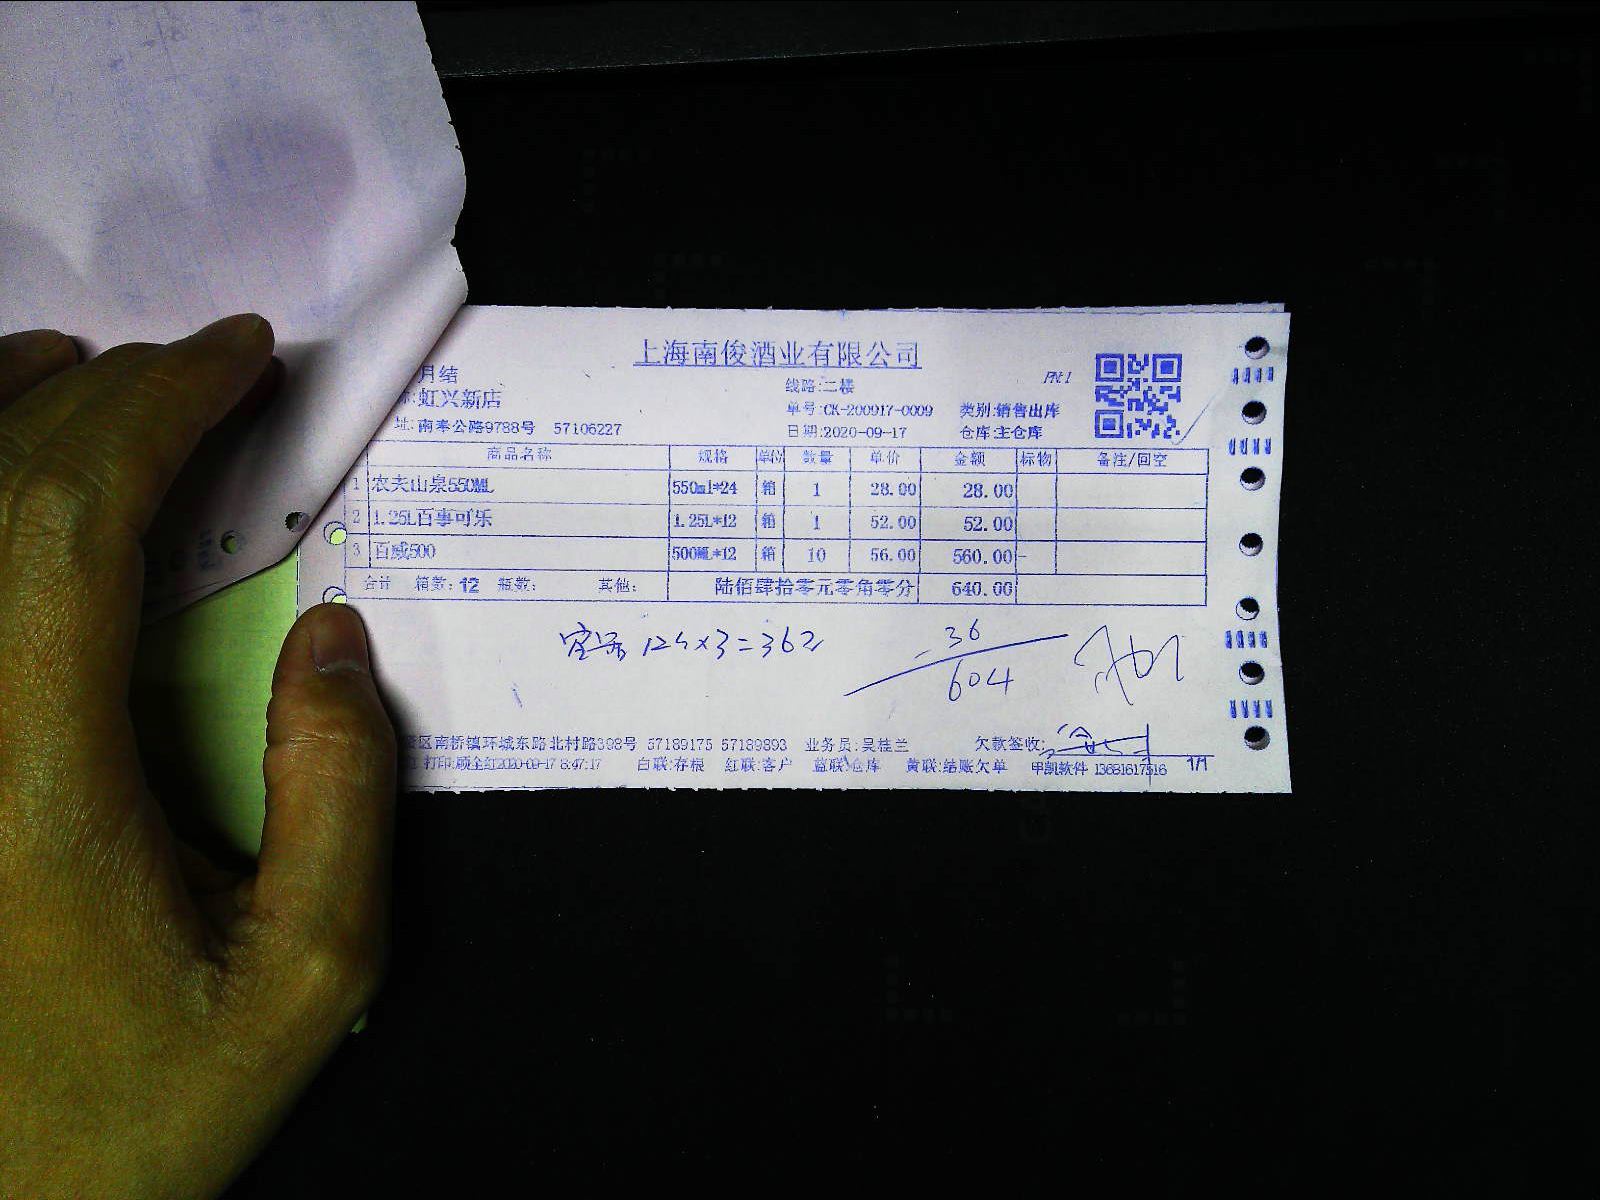 上海南俊酒业有限公司
月结 线路:二楼 PAt1
称:虹兴新店 单号:CK-200917-0009 类别:销售出库
址:南奉公路9788号 57106227 日期:2020-09-17 仓库:主仓库
商品名称 规格 单位 数量 单价 金额 标物 备注/回空
1 农夫山泉550ML 550ml*24 箱 1 28.00 28.00
2 1.25L百事可乐 1.25L*12 箱 1 52.00 52.00
3 百威500 500ML*12 箱 10 56.00 560.00 -
合计 箱数: 12 瓶数: 其他: 陆佰肆拾零元零角零分 640.00
- 36
604
区南桥镇环城东路北村路398号 57189175 57189893 业务员:吴桂兰 欠款签收:
打印:顾全红2020-09-17 8:47:17 白联:存根 红联:客户 蓝联:仓库 黄联:结账欠单 甲凯软件 13681617516 1/1